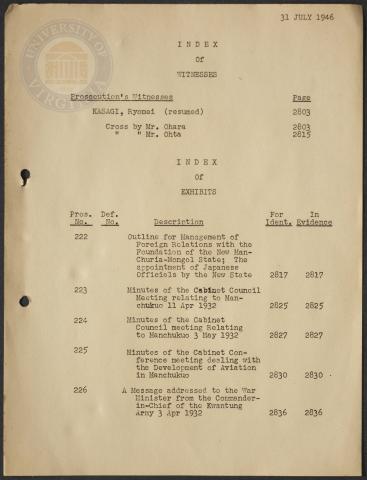 31 JULY 1946
UNIVERSITY OF VIRGINIA
I N D E X
Of
WITNESSES
Prosecution's Witnesses Page
KASAGI, Ryomei (resumed) 2803
Cross by Mr. Ohara 2803
" " Mr. Ohta 2815
I N D E X
Of
EXHIBITS
Pros. Def. For In
No. No. Description Ident. Evidence
222 Outline for Management of
Foreign Relations with the
Foundation of the New Man-
Churia-Mongol State; The
appointment of Japanese
Officiels by the New State 2817 2817
223 Minutes of the Cabinet Council
Meeting relating to Man-
chukuo 11 Apr 1932 2825 2825
224 Minutes of the Cabinet
Council meeting Relating
to Manchukuo 3 May 1932 2827 2827
225 Minutes of the Cabinet Con-
ference meeting dealing with
the Development of Aviation
in Manchukuo 2830 2830
226 A Message addressed to the War
Minister from the Commander-
in-Chief of the Kwantung
Army 3 Apr 1932 2836 2836